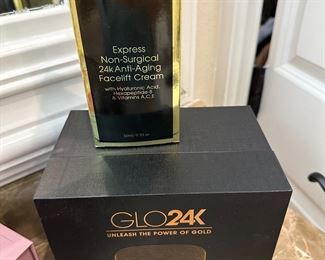 Express
Non-Surgical
24k Anti-Aging
Facelift Cream
with Hyaluronic Acid,
Hexapeptide-8
& Vitamins A,C,E
GLO24K
UNLEASH THE POWER OF GOLD